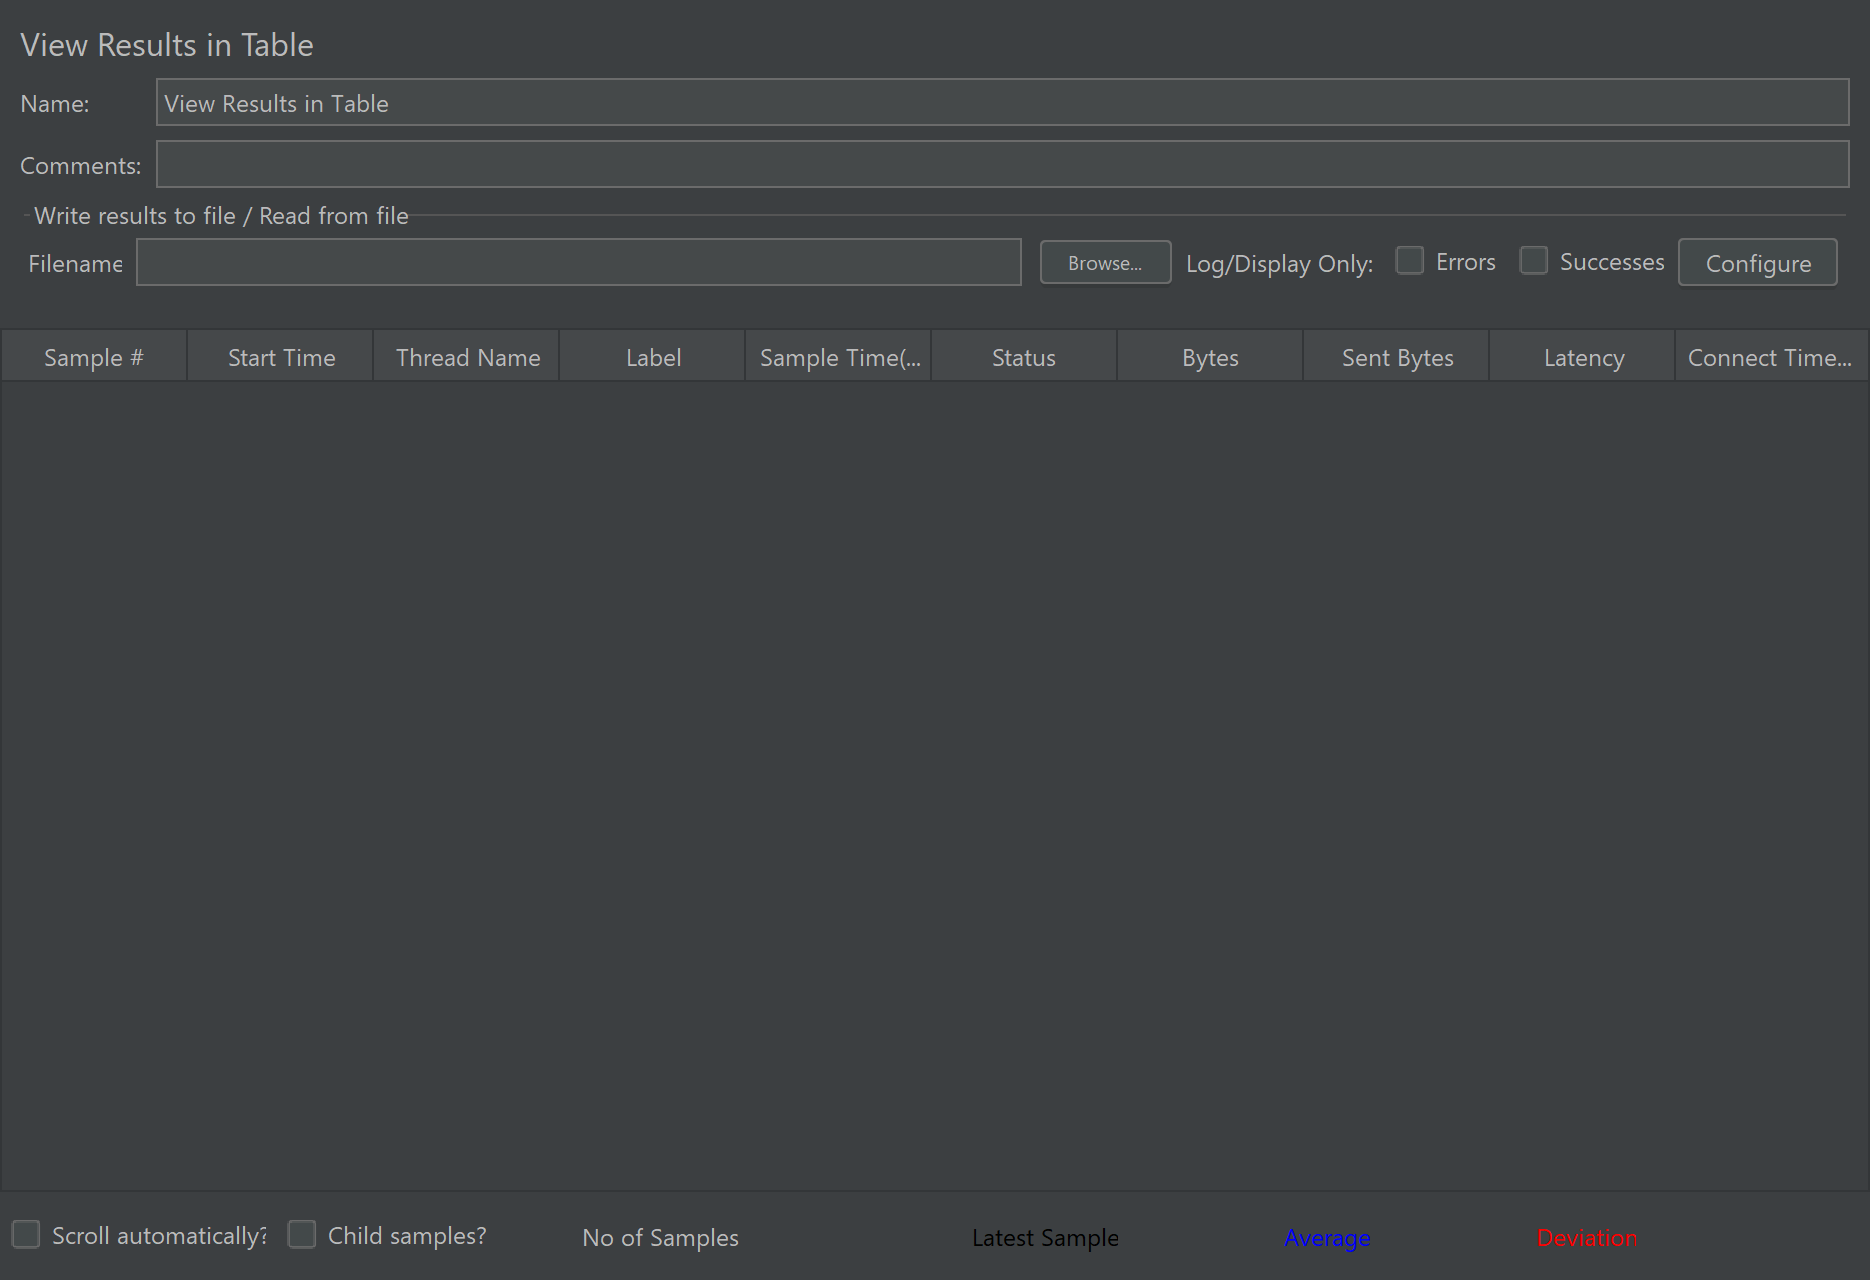 View Results in Table
Name: View Results in Table
Comments:
Write results to file / Read from file
Filename Browse... Log/Display Only: Errors Successes Configure
Sample # Start Time Thread Name Label Sample Time(... Status Bytes Sent Bytes Latency Connect Time...
Scroll automatically? Child samples? No of Samples Latest Sample Average Deviation